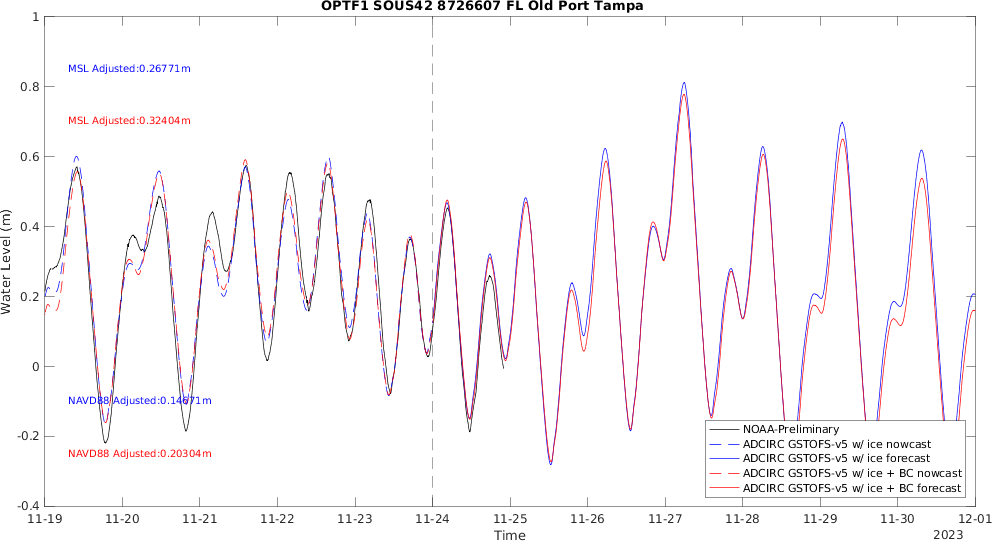 OPTF1 SOUS42 8726607 FL Old Port Tampa
1
0.8
0.6
0.4
0.2
0
-0.2
-0.4
Water Level (m)
MSL Adjusted:0.26771m
MSL Adjusted:0.32404m
NAVD88 Adjusted:0.14671m
NAVD88 Adjusted:0.20304m
NOAA-Preliminary
ADCIRC GSTOFS-v5 w/ ice nowcast
ADCIRC GSTOFS-v5 w/ ice forecast
ADCIRC GSTOFS-v5 w/ ice + BC nowcast
ADCIRC GSTOFS-v5 w/ ice + BC forecast
11-19 11-20 11-21 11-22 11-23 11-24 11-25 11-26 11-27 11-28 11-29 11-30 12-01
Time
2023